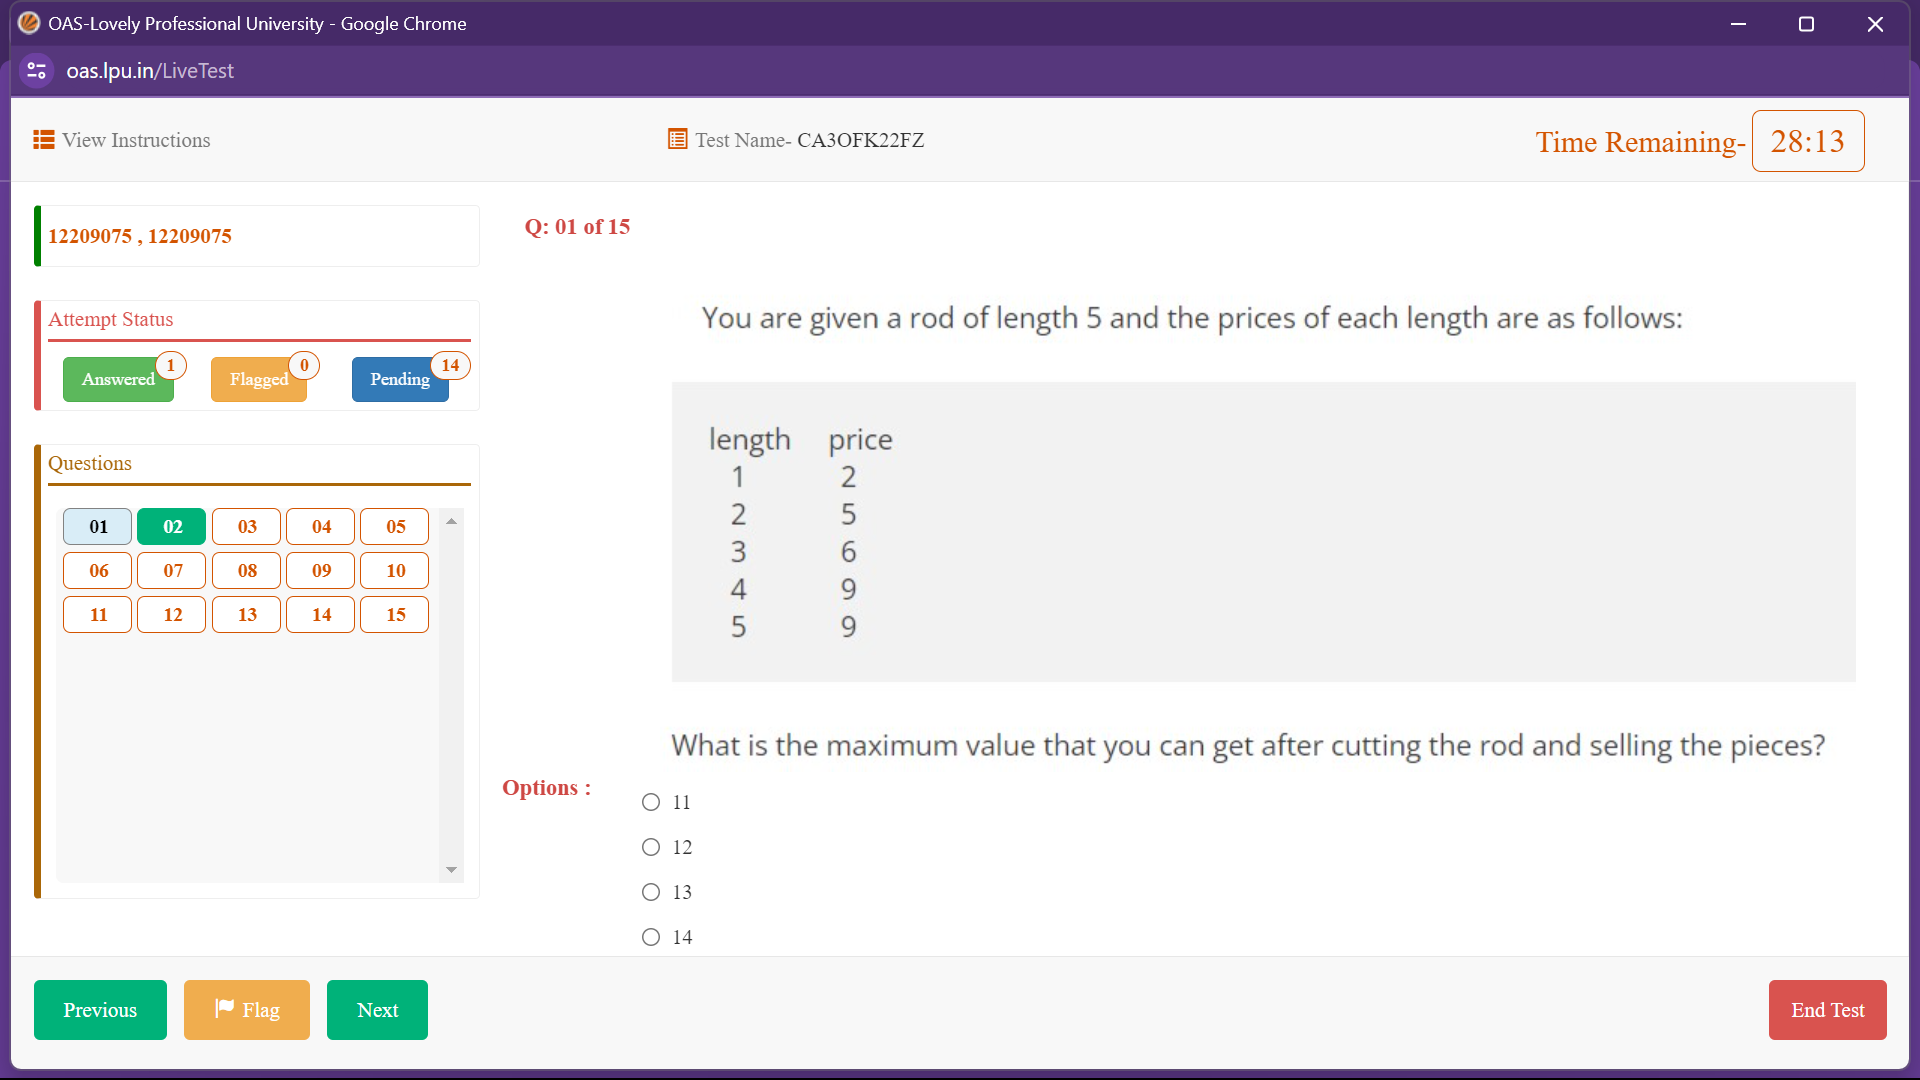 OAS-Lovely Professional University - Google Chrome
oas.lpu.in/LiveTest
View Instructions
Test Name- CA3OFK22FZ
Time Remaining- 28:13
12209075 , 12209075
Attempt Status
Answered 1
Flagged 0
Pending 14
Questions
01 02 03 04 05
06 07 08 09 10
11 12 13 14 15
Q: 01 of 15
You are given a rod of length 5 and the prices of each length are as follows:
length price
1 2
2 5
3 6
4 9
5 9
What is the maximum value that you can get after cutting the rod and selling the pieces?
Options :
11
12
13
14
Previous
Flag
Next
End Test